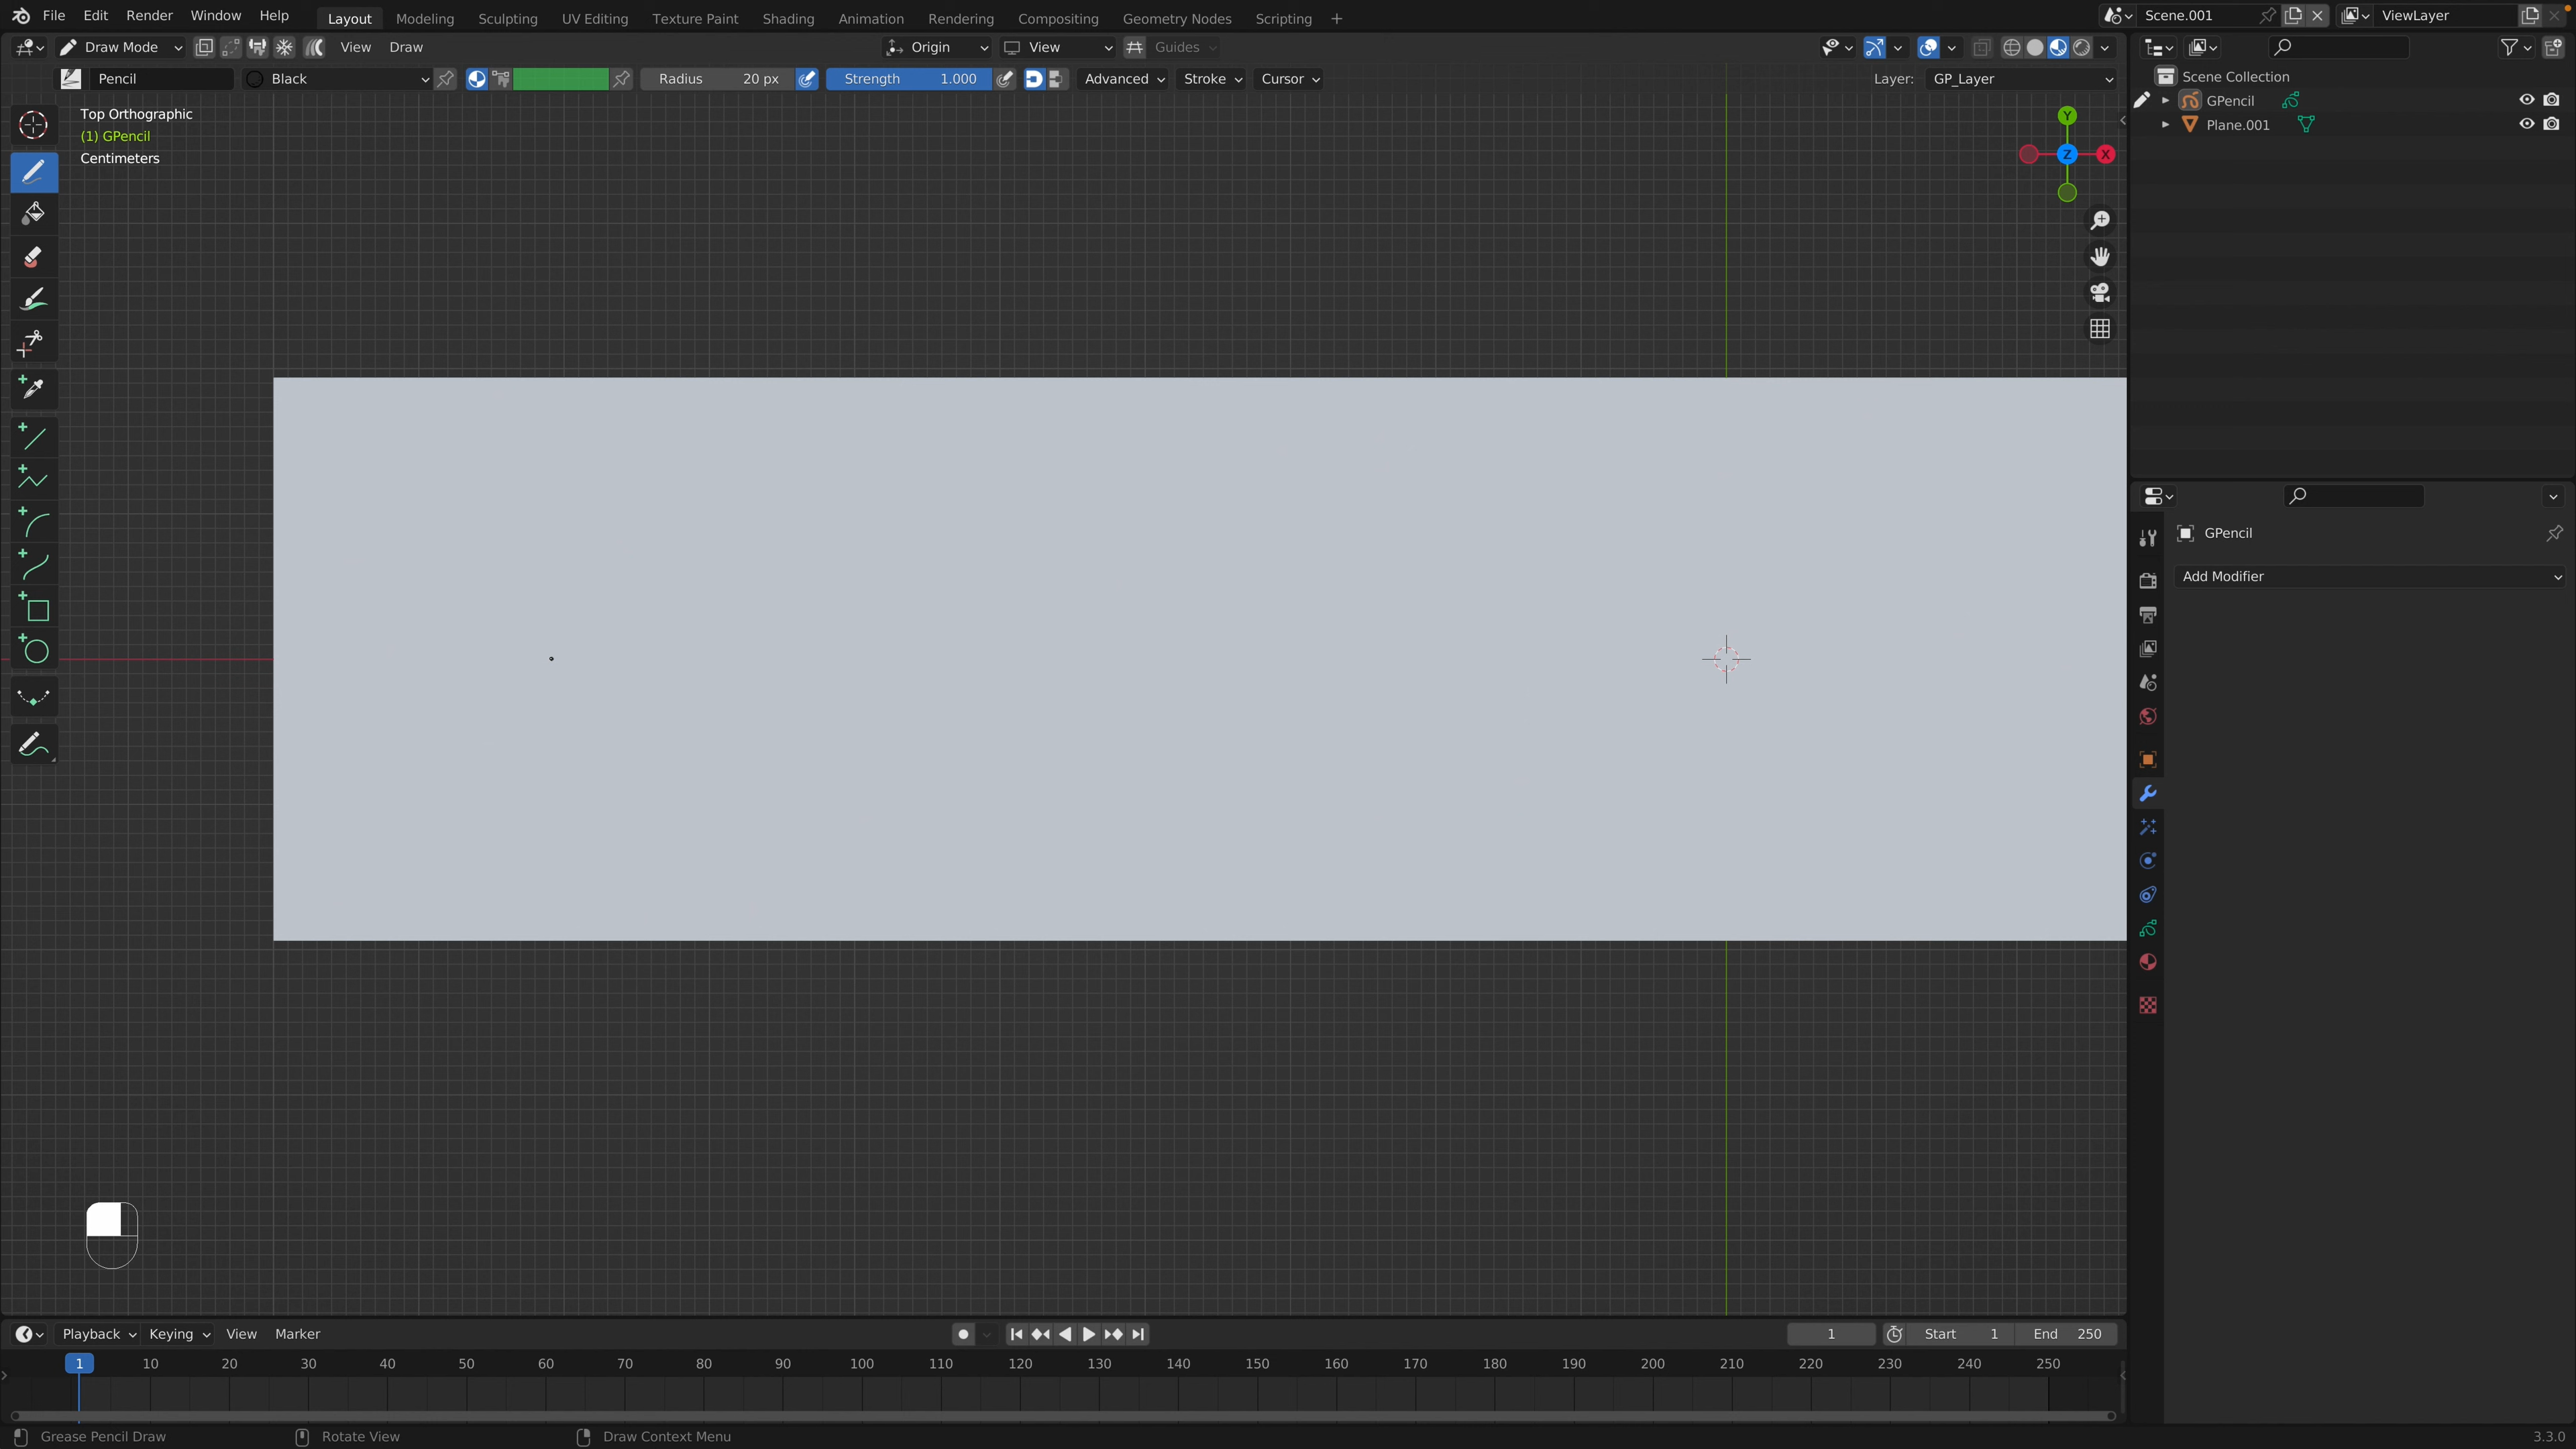 File Edit Render Window Help Layout Modeling Sculpting UV Editing Texture Paint Shading Animation Rendering Compositing Geometry Nodes Scripting + Scene.001 ViewLayer
Draw Mode View Draw Origin View Guides
Pencil Black Radius 20 px Strength 1.000 Advanced Stroke Cursor Layer: GP_Layer
Scene Collection
GPencil
Plane.001
Top Orthographic
(1) GPencil
Centimeters
Y
Z X
GPencil
Add Modifier
Playback Keying View Marker 1 Start 1 End 250
1 10 20 30 40 50 60 70 80 90 100 110 120 130 140 150 160 170 180 190 200 210 220 230 240 250
Grease Pencil Draw Rotate View Draw Context Menu 3.3.0